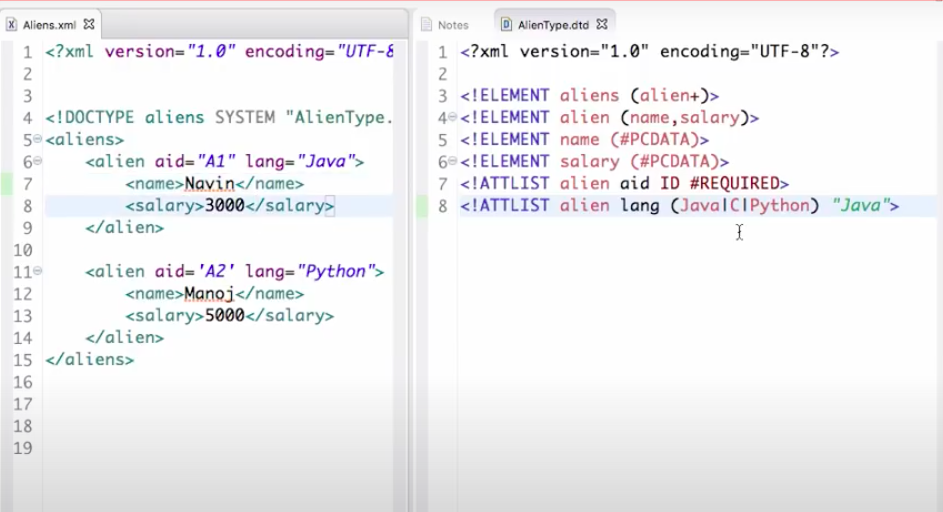 Aliens.xml
<?xml version="1.0" encoding="UTF-8
<!DOCTYPE aliens SYSTEM "AlienType.
<aliens>
<alien aid="A1" lang="Java">
<name>Navin</name>
<salary>3000</salary>
</alien>
<alien aid='A2' lang="Python">
<name>Manoj</name>
<salary>5000</salary>
</alien>
</aliens>
1
2
3
4
5
6
7
8
9
10
11
12
13
14
15
16
17
18
19
Notes
AlienType.dtd
<?xml version="1.0" encoding="UTF-8"?>
<!ELEMENT aliens (alien+)>
<!ELEMENT alien (name,salary)>
<!ELEMENT name (#PCDATA)>
<!ELEMENT salary (#PCDATA)>
<!ATTLIST alien aid ID #REQUIRED>
<!ATTLIST alien lang (Java|C|Python) "Java">
1
2
3
4
5
6
7
8